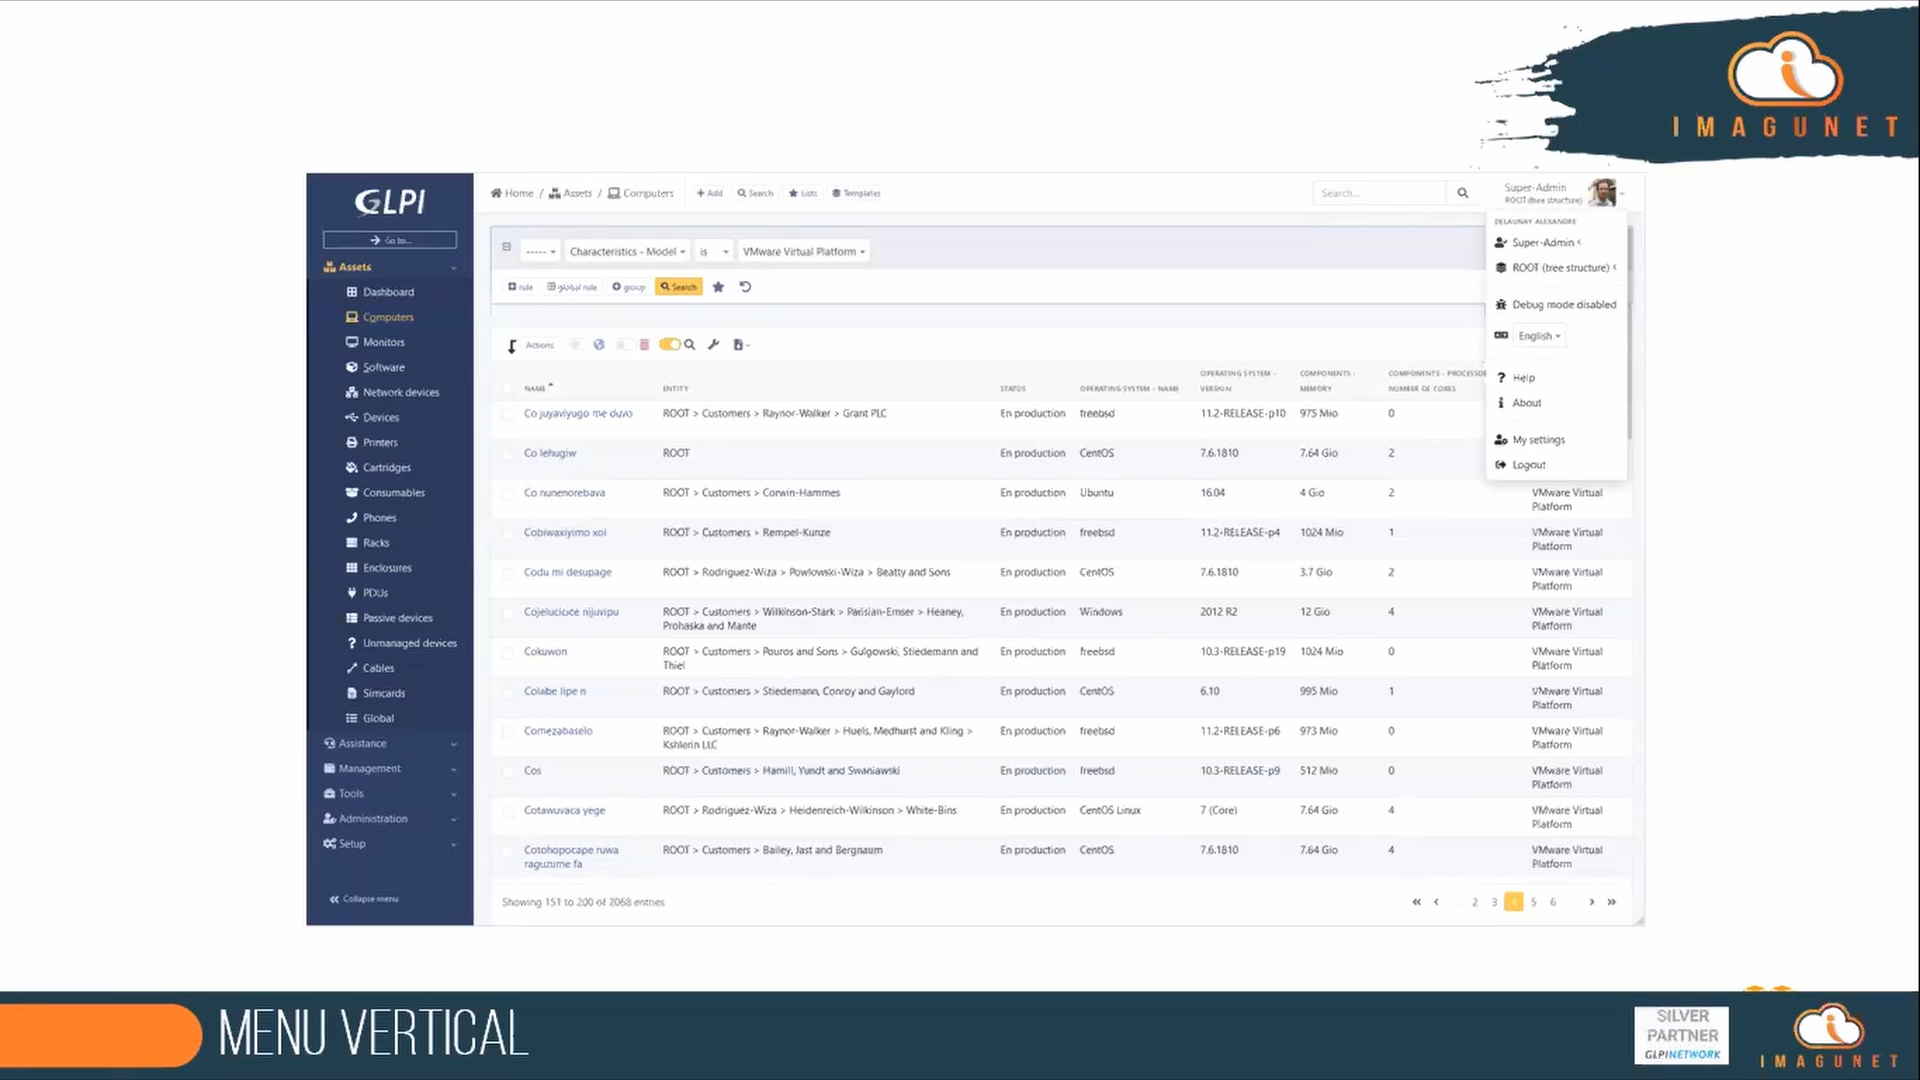 IMAGUNET
GLPI
Go to...
Assets
Dashboard
Computers
Monitors
Software
Network devices
Devices
Printers
Cartridges
Consumables
Phones
Racks
Enclosures
PDUs
Passive devices
Unmanaged devices
Cables
Simcards
Global
Assistance
Management
Tools
Administration
Setup
Collapse menu
Home / Assets / Computers
Add Search Lists Templates
Search...
Super-Admin
ROOT (tree structure)
DELAUNAY ALEXANDRE
Super-Admin
ROOT (tree structure)
Debug mode disabled
English
Help
About
My settings
Logout
----- Characteristics - Model is VMware Virtual Platform
rule global rule group Search
Actions
NAME ENTITY STATUS OPERATING SYSTEM - NAME OPERATING SYSTEM - VERSION COMPONENTS - MEMORY COMPONENTS - PROCESSOR NUMBER OF CORES
Co juyaviyugo me duvo ROOT > Customers > Raynor-Walker > Grant PLC En production freebsd 11.2-RELEASE-p10 975 Mio 0
Co lehugiw ROOT En production CentOS 7.6.1810 7.64 Gio 2
Co nunenorebava ROOT > Customers > Corwin-Hammes En production Ubuntu 16.04 4 Gio 2 VMware Virtual
Platform
Cobiwaxiyimo xol ROOT > Customers > Rempel-Kunze En production freebsd 11.2-RELEASE-p4 1024 Mio 1 VMware Virtual
Platform
Codu mi desupage ROOT > Rodriguez-Wiza > Powlowski-Wiza > Beatty and Sons En production CentOS 7.6.1810 3.7 Gio 2 VMware Virtual
Platform
Cojelucicice nijuvipu ROOT > Customers > Wilkinson-Stark > Parisian-Emser > Heaney, En production Windows 2012 R2 12 Gio 4 VMware Virtual
Prohaska and Mante Platform
Cokuwon ROOT > Customers > Pouros and Sons > Gulgowski, Stiedemann and En production freebsd 10.3-RELEASE-p19 1024 Mio 0 VMware Virtual
Thiel Platform
Colabe lipe n ROOT > Customers > Stiedemann, Conroy and Gaylord En production CentOS 6.10 995 Mio 1 VMware Virtual
Platform
Comezabaselo ROOT > Customers > Raynor-Walker > Huels, Medhurst and Kling > En production freebsd 11.2-RELEASE-p6 973 Mio 0 VMware Virtual
Kshlerin LLC Platform
Cos ROOT > Customers > Hamill, Yundt and Swaniawski En production freebsd 10.3-RELEASE-p9 512 Mio 0 VMware Virtual
Platform
Cotawuvaca yege ROOT > Rodriguez-Wiza > Heidenreich-Wilkinson > White-Bins En production CentOS Linux 7 (Core) 7.64 Gio 4 VMware Virtual
Platform
Cotohopocape ruwa ROOT > Customers > Bailey, Jast and Bergnaum En production CentOS 7.6.1810 7.64 Gio 4 VMware Virtual
raguzume fa Platform
Showing 151 to 200 of 2068 entries
« ‹ 2 3 4 5 6 › »
MENU VERTICAL
SILVER
PARTNER
GLPINETWORK
IMAGUNET